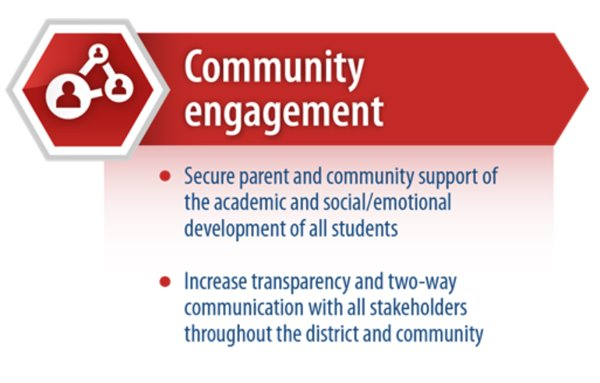 Community
engagement
• Secure parent and community support of
the academic and social/emotional
development of all students
• Increase transparency and two-way
communication with all stakeholders
throughout the district and community